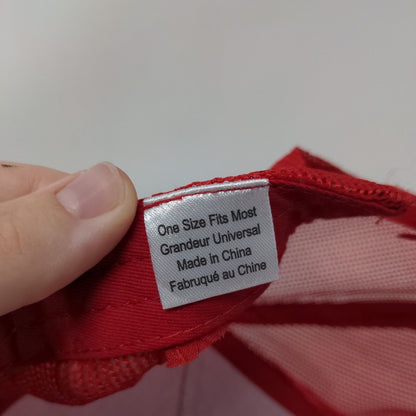 One Size Fits Most
Grandeur Universal
Made in China
Fabruqué au Chine